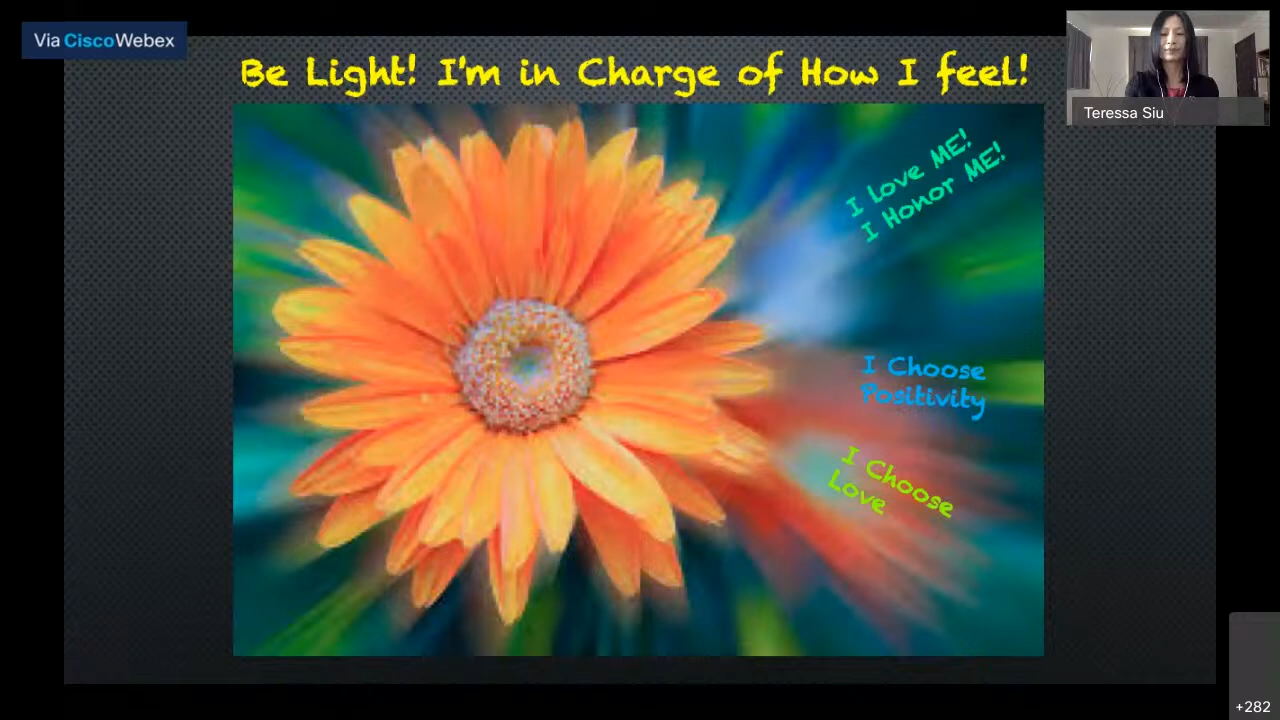 Via CiscoWebex
Be Light! I'm in Charge of How I feel!
Teressa Siu
I Love ME!
I Honor ME!
I Choose
Positivity
I Choose
Love
+282